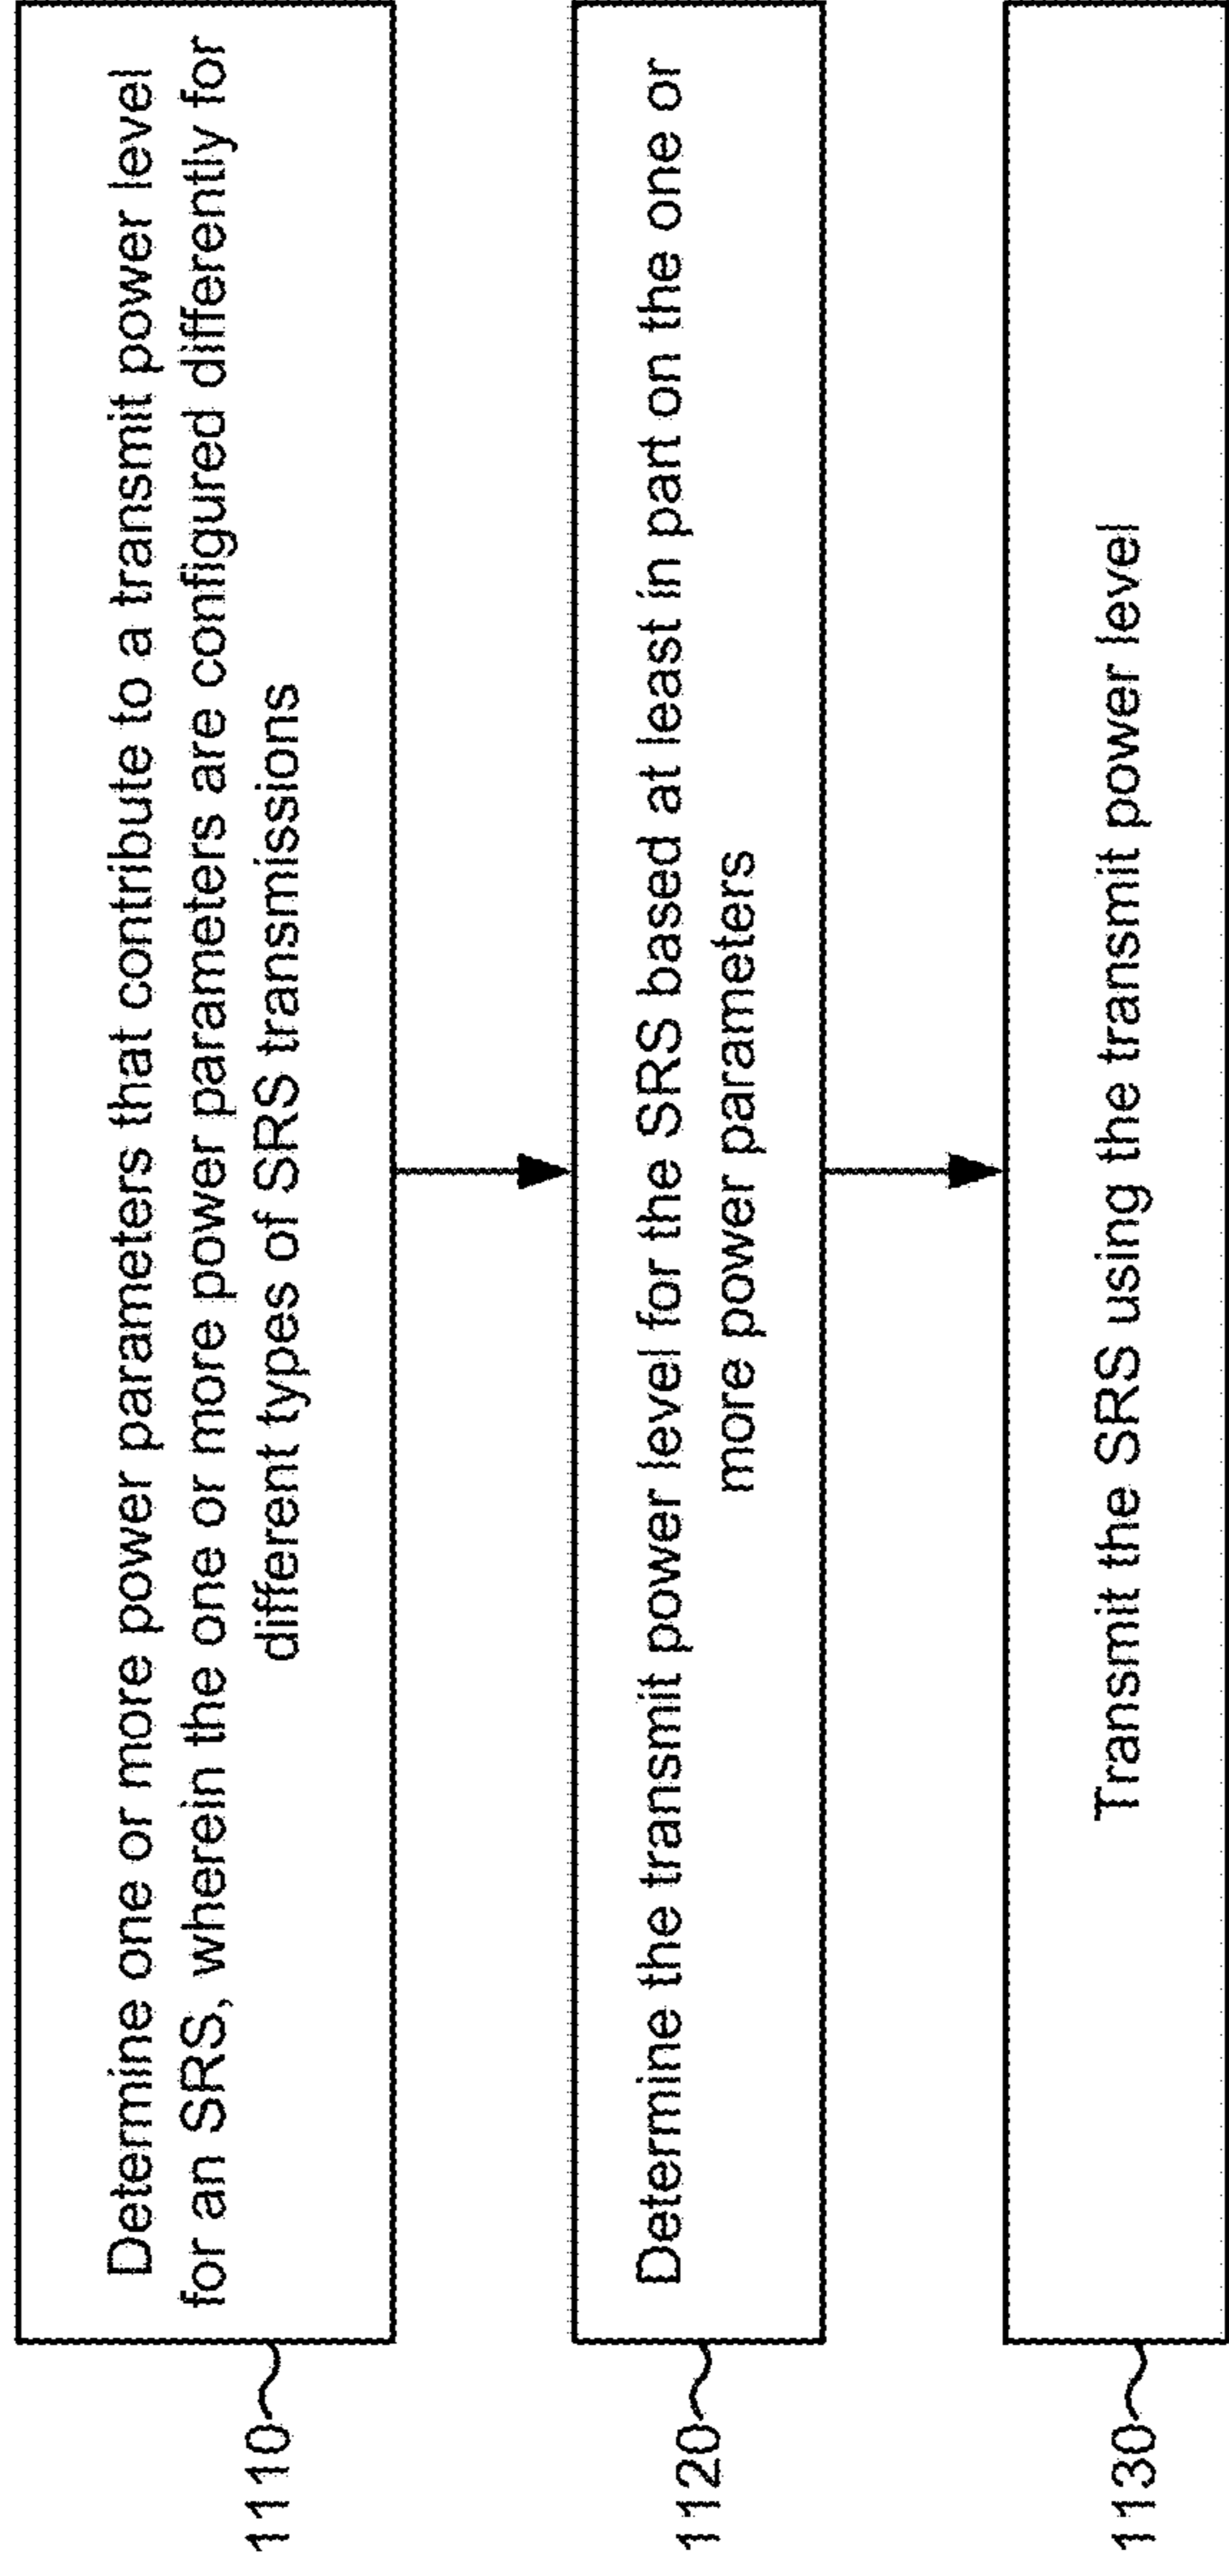 1110
Determine one or more power parameters that contribute to a transmit power level
for an SRS, wherein the one or more power parameters are configured differently for
different types of SRS transmissions
1120
Determine the transmit power level for the SRS based at least in part on the one or
more power parameters
1130
Transmit the SRS using the transmit power level